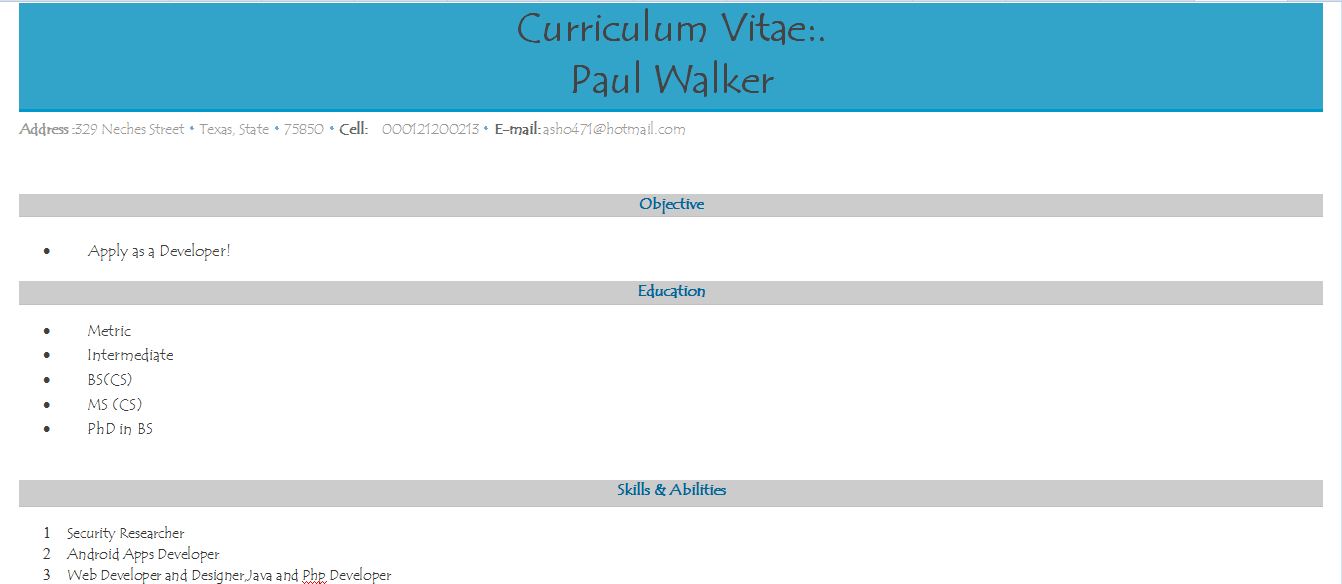 Curriculum Vitae:.
Paul Walker
Address :329 Neches Street • Texas, State • 75850 • Cell: 000121200213 • E-mail:asho471@hotmail.com
Objective
• Apply as a Developer!
Education
• Metric
• Intermediate
• BS(CS)
• MS (CS)
• PhD in BS
Skills & Abilities
1 Security Researcher
2 Android Apps Developer
3 Web Developer and Designer,Java and Php Developer